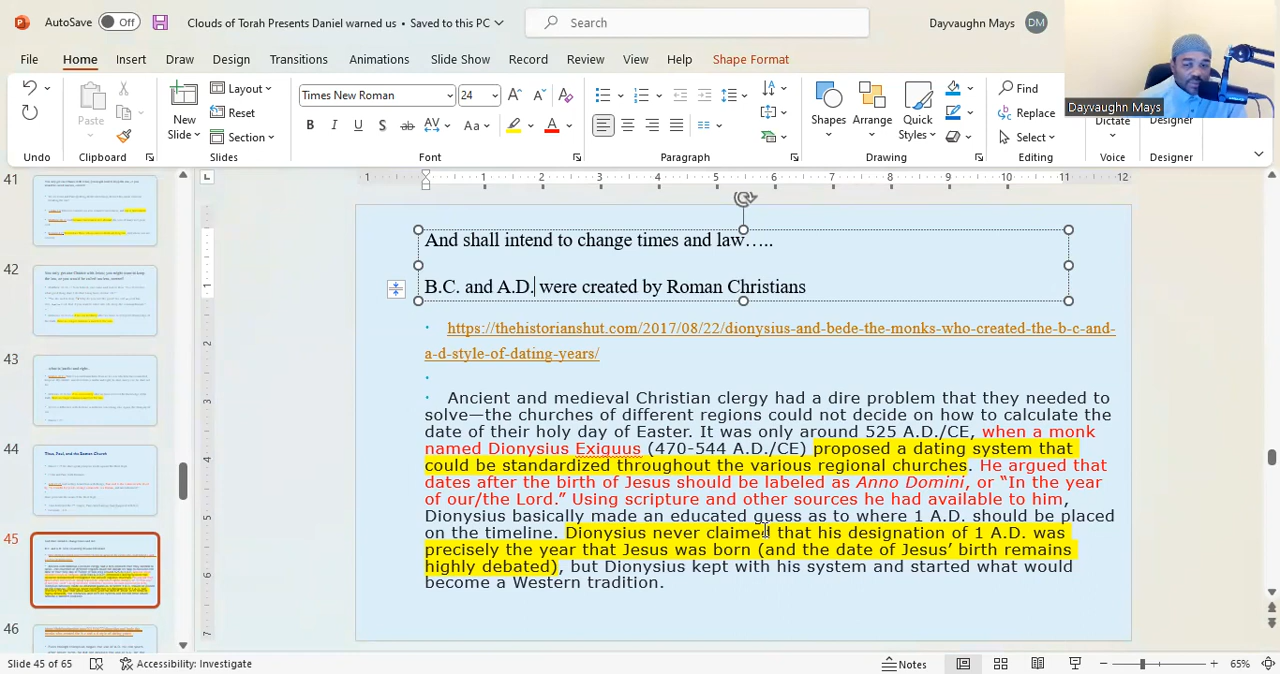 AutoSave Off Clouds of Torah Presents Daniel warned us • Saved to this PC Search Dayvaughn Mays DM
File Home Insert Draw Design Transitions Animations Slide Show Record Review View Help Shape Format
Dayvaughn Mays
Paste New Slide Layout Reset Section
Times New Roman 24
Shapes Arrange Quick Styles
Find Replace Select
Dictate Designer
Undo Clipboard Slides Font Paragraph Drawing Editing Voice Designer
1 1 2 3 4 5 6 7 8 9 10 11 12
41
42
43
44
45
46
And shall intend to change times and law…..
B.C. and A.D. were created by Roman Christians
https://thehistorianshut.com/2017/08/22/dionysius-and-bede-the-monks-who-created-the-b-c-and-
a-d-style-of-dating-years/
Ancient and medieval Christian clergy had a dire problem that they needed to
solve—the churches of different regions could not decide on how to calculate the
date of their holy day of Easter. It was only around 525 A.D./CE, when a monk
named Dionysius Exiguus (470-544 A.D./CE) proposed a dating system that
could be standardized throughout the various regional churches. He argued that
dates after the birth of Jesus should be labeled as Anno Domini, or “In the year
of our/the Lord.” Using scripture and other sources he had available to him,
Dionysius basically made an educated guess as to where 1 A.D. should be placed
on the timeline. Dionysius never claimed that his designation of 1 A.D. was
precisely the year that Jesus was born (and the date of Jesus’ birth remains
highly debated), but Dionysius kept with his system and started what would
become a Western tradition.
Slide 45 of 65 Accessibility: Investigate Notes 65%